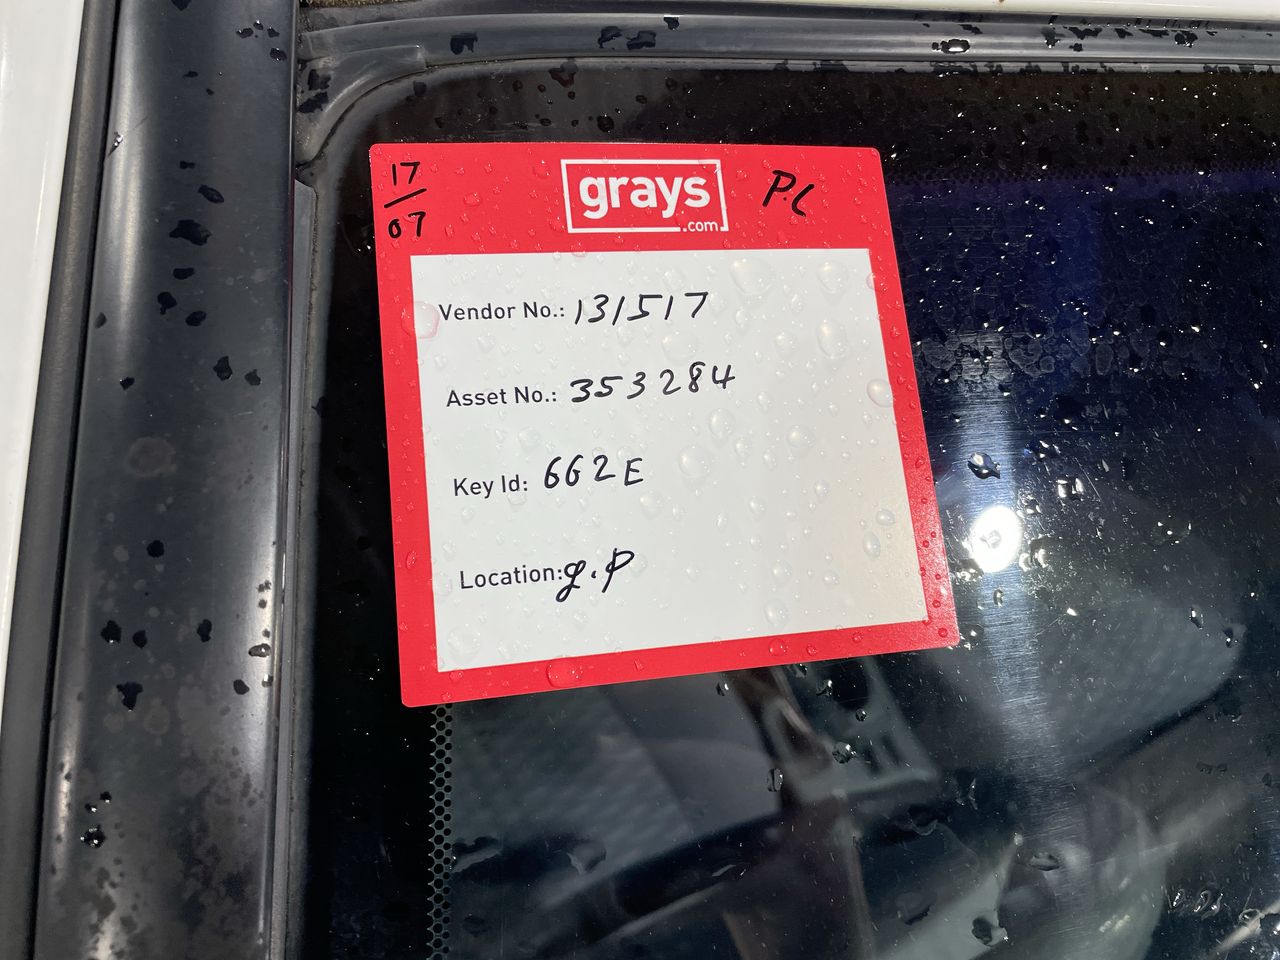 17
07
grays
.com
P.L
Vendor No.: 131517
Asset No.: 353284
Key Id: 662E
Location: g.p